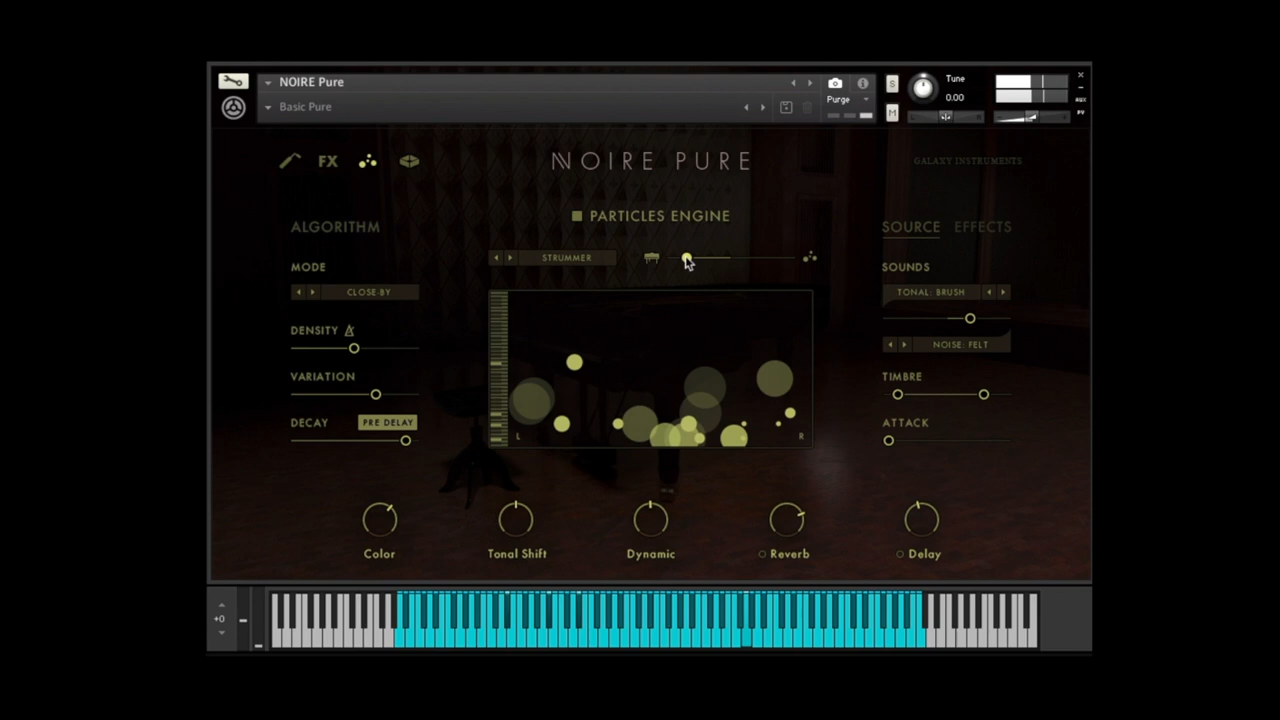 NOIRE Pure
Basic Pure
Purge
S
M
Tune
0.00
AUX
PV
FX
NOIRE PURE
GALAXY INSTRUMENTS
PARTICLES ENGINE
STRUMMER
ALGORITHM
MODE
CLOSE BY
DENSITY
VARIATION
DECAY
PRE DELAY
L
R
SOURCE EFFECTS
SOUNDS
TONAL: BRUSH
NOISE: FELT
TIMBRE
ATTACK
Color
Tonal Shift
Dynamic
Reverb
Delay
+0